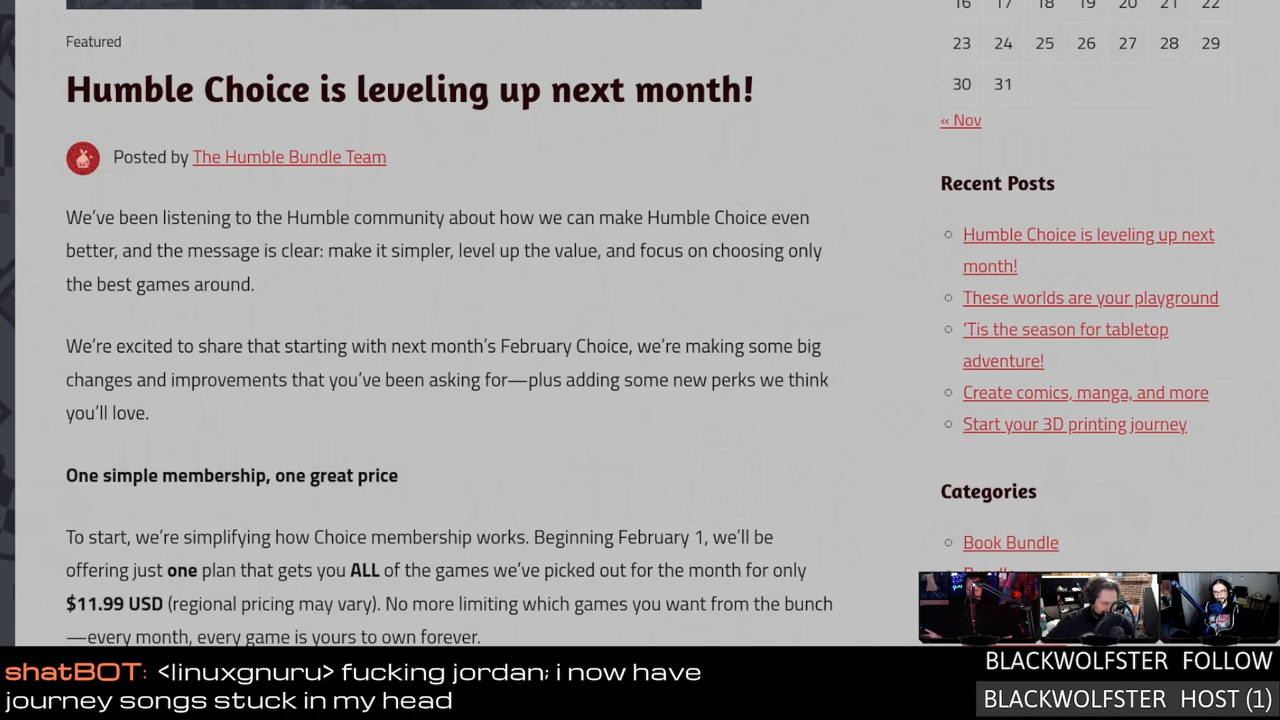 Featured
Humble Choice is leveling up next month!
Posted by The Humble Bundle Team
We’ve been listening to the Humble community about how we can make Humble Choice even
better, and the message is clear: make it simpler, level up the value, and focus on choosing only
the best games around.
We’re excited to share that starting with next month’s February Choice, we’re making some big
changes and improvements that you’ve been asking for—plus adding some new perks we think
you’ll love.
One simple membership, one great price
To start, we’re simplifying how Choice membership works. Beginning February 1, we’ll be
offering just one plan that gets you ALL of the games we’ve picked out for the month for only
$11.99 USD (regional pricing may vary). No more limiting which games you want from the bunch
—every month, every game is yours to own forever.
16 17 18 19 20 21 22
23 24 25 26 27 28 29
30 31
« Nov
Recent Posts
Humble Choice is leveling up next
month!
These worlds are your playground
’Tis the season for tabletop
adventure!
Create comics, manga, and more
Start your 3D printing journey
Categories
Book Bundle
shatBOT: <linuxgnuru> fucking jordan; i now have
journey songs stuck in my head
BLACKWOLFSTER FOLLOW
BLACKWOLFSTER HOST (1)